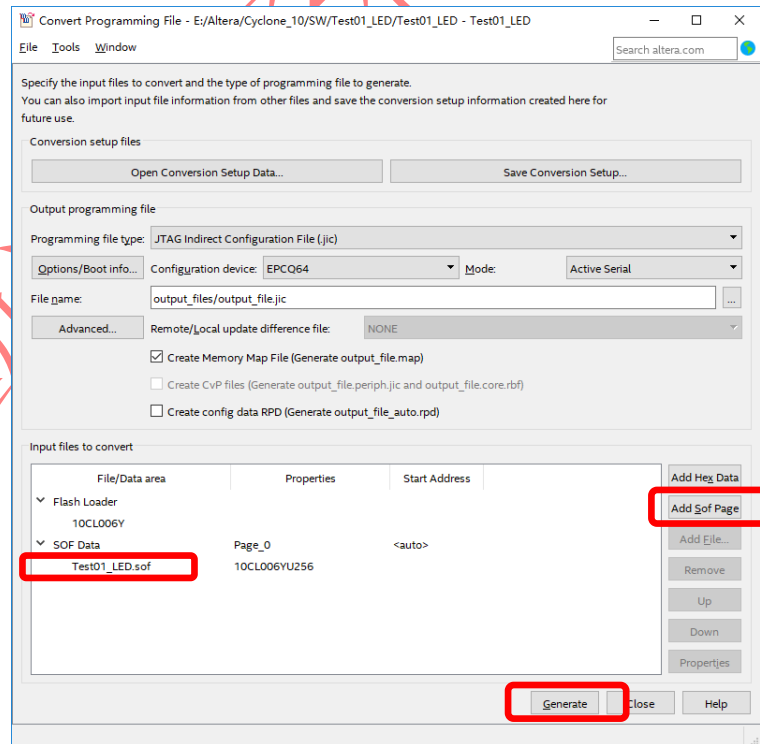 Convert Programming File - E:/Altera/Cyclone_10/SW/Test01_LED/Test01_LED - Test01_LED
File Tools Window
Search altera.com
Specify the input files to convert and the type of programming file to generate.
You can also import input file information from other files and save the conversion setup information created here for
future use.
Conversion setup files
Open Conversion Setup Data... Save Conversion Setup...
Output programming file
Programming file type: JTAG Indirect Configuration File (.jic)
Options/Boot info... Configuration device: EPCQ64 Mode: Active Serial
File name: output_files/output_file.jic ...
Advanced... Remote/Local update difference file: NONE
Create Memory Map File (Generate output_file.map)
Create CvP files (Generate output_file.periph.jic and output_file.core.rbf)
Create config data RPD (Generate output_file_auto.rpd)
Input files to convert
File/Data area Properties Start Address
Flash Loader
10CL006Y
SOF Data Page_0 <auto>
Test01_LED.sof 10CL006YU256
Add Hex Data
Add Sof Page
Add File...
Remove
Up
Down
Properties
Generate Close Help